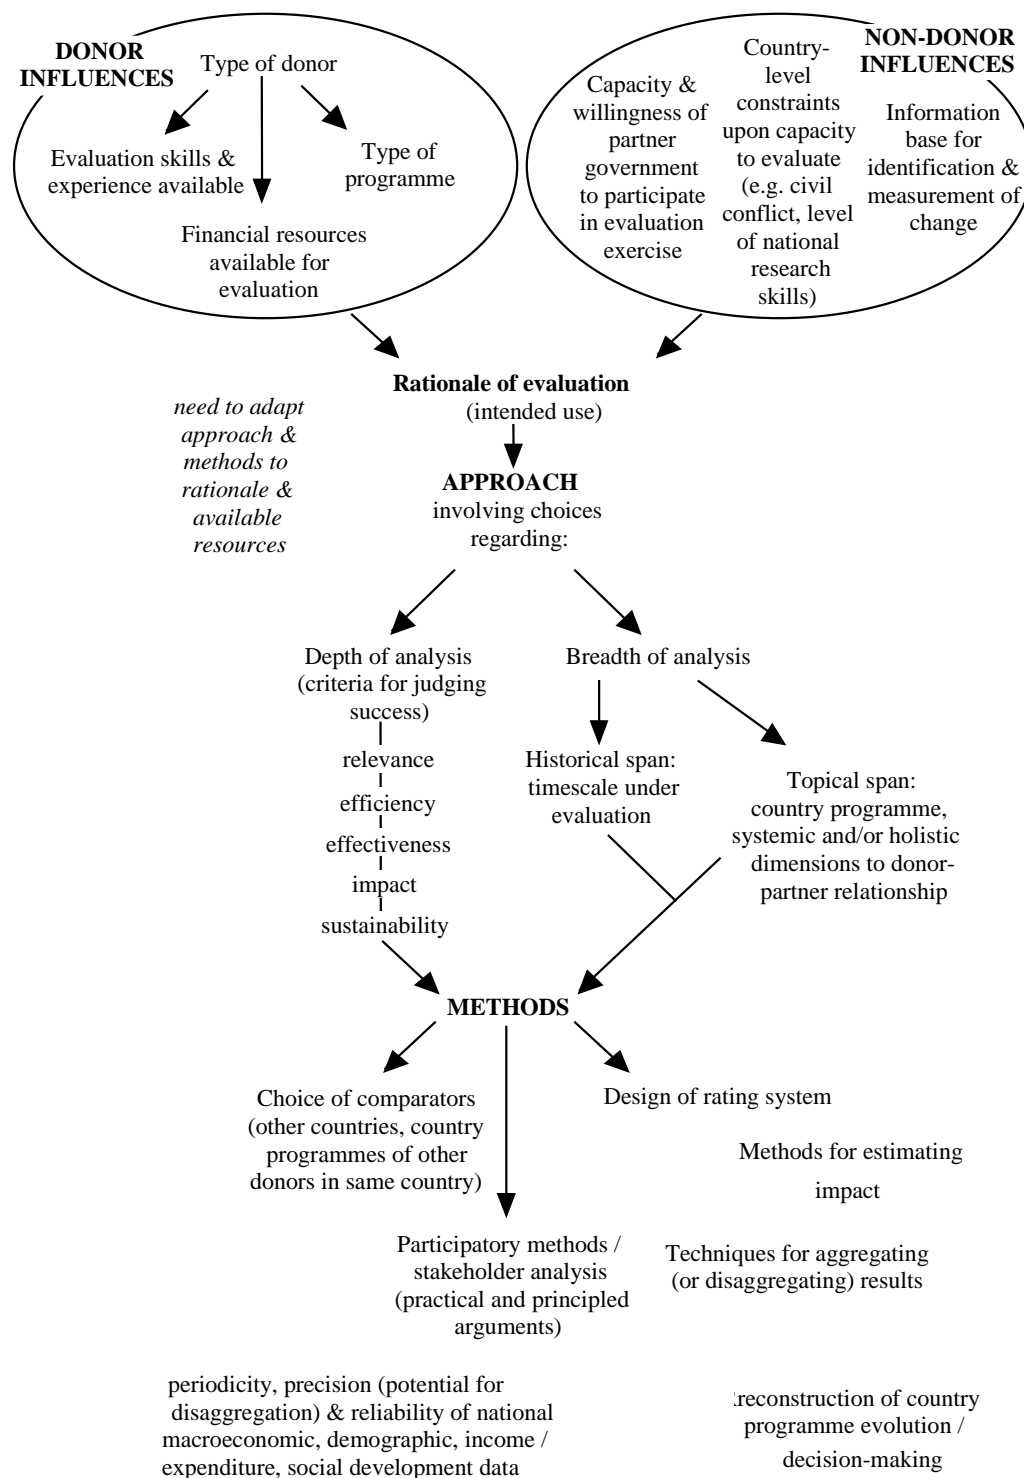 DONOR
INFLUENCES
Type of donor
Evaluation skills &
experience available
Type of
programme
Financial resources
available for
evaluation
NON-DONOR
INFLUENCES
Capacity &
willingness of
partner
government
to participate
in evaluation
exercise
Country-
level
constraints
upon capacity
to evaluate
(e.g. civil
conflict, level
of national
research
skills)
Information
base for
identification &
measurement of
change
Rationale of evaluation
(intended use)
need to adapt
approach &
methods to
rationale &
available
resources
APPROACH
involving choices
regarding:
Depth of analysis
(criteria for judging
success)
relevance
efficiency
effectiveness
impact
sustainability
Breadth of analysis
Historical span:
timescale under
evaluation
Topical span:
country programme,
systemic and/or holistic
dimensions to donor-
partner relationship
METHODS
Choice of comparators
(other countries, country
programmes of other
donors in same country)
Design of rating system
Methods for estimating
impact
Participatory methods /
stakeholder analysis
(practical and principled
arguments)
Techniques for aggregating
(or disaggregating) results
periodicity, precision (potential for
disaggregation) & reliability of national
macroeconomic, demographic, income /
expenditure, social development data
reconstruction of country
programme evolution /
decision-making